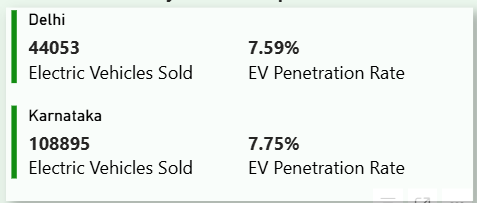 Delhi
44053 7.59%
Electric Vehicles Sold EV Penetration Rate
Karnataka
108895 7.75%
Electric Vehicles Sold EV Penetration Rate